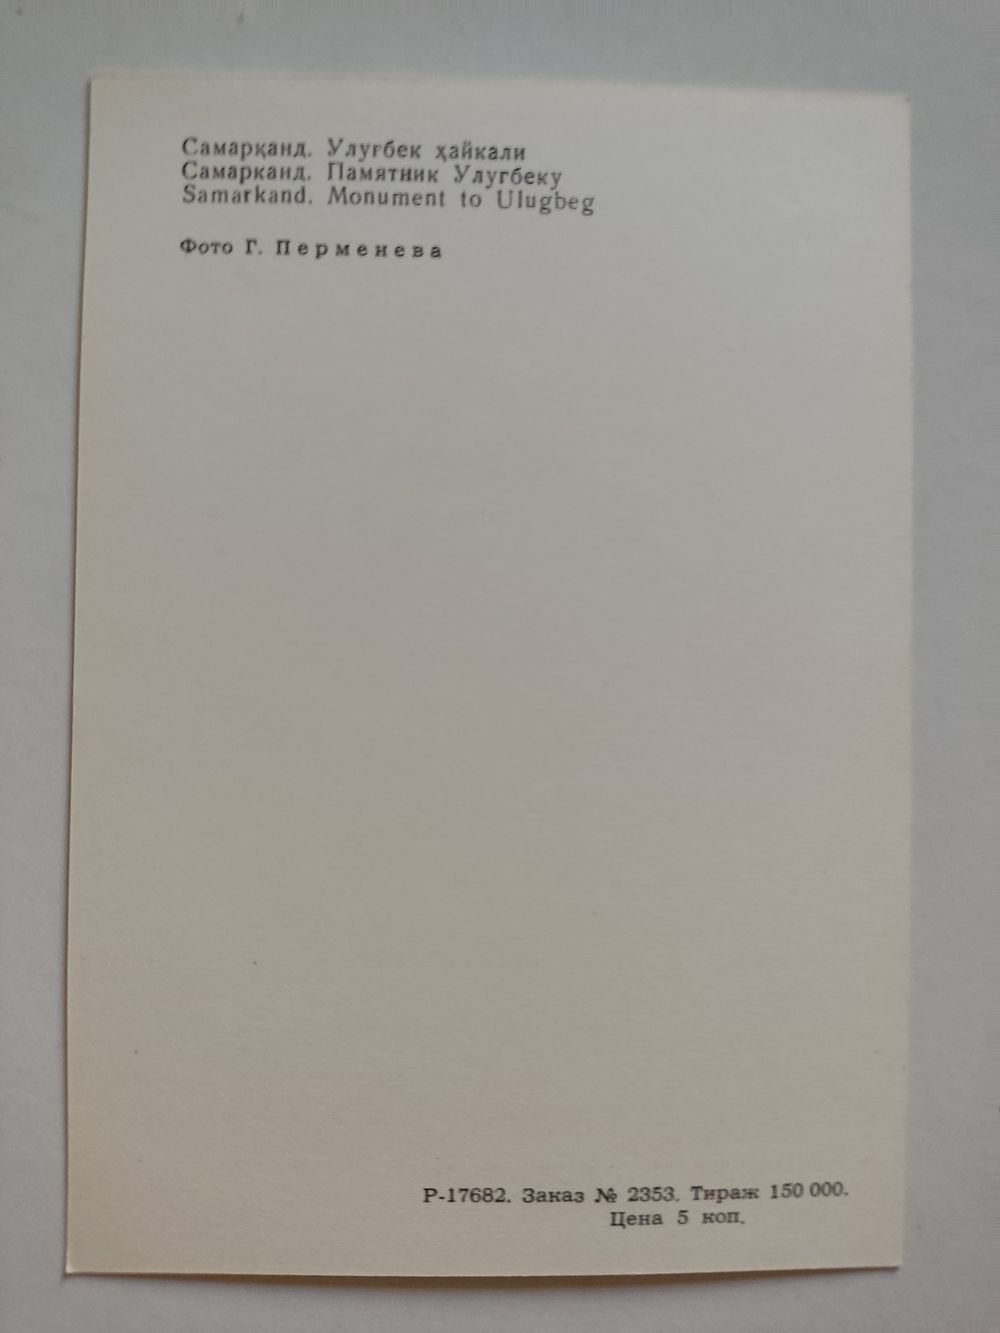 Самарқанд. Улуғбек ҳайкали
Самарканд. Памятник Улугбеку
Samarkand. Monument to Ulugbeg
Фото Г. Перменева
Р-17682. Заказ № 2353. Тираж 150 000.
Цена 5 коп.